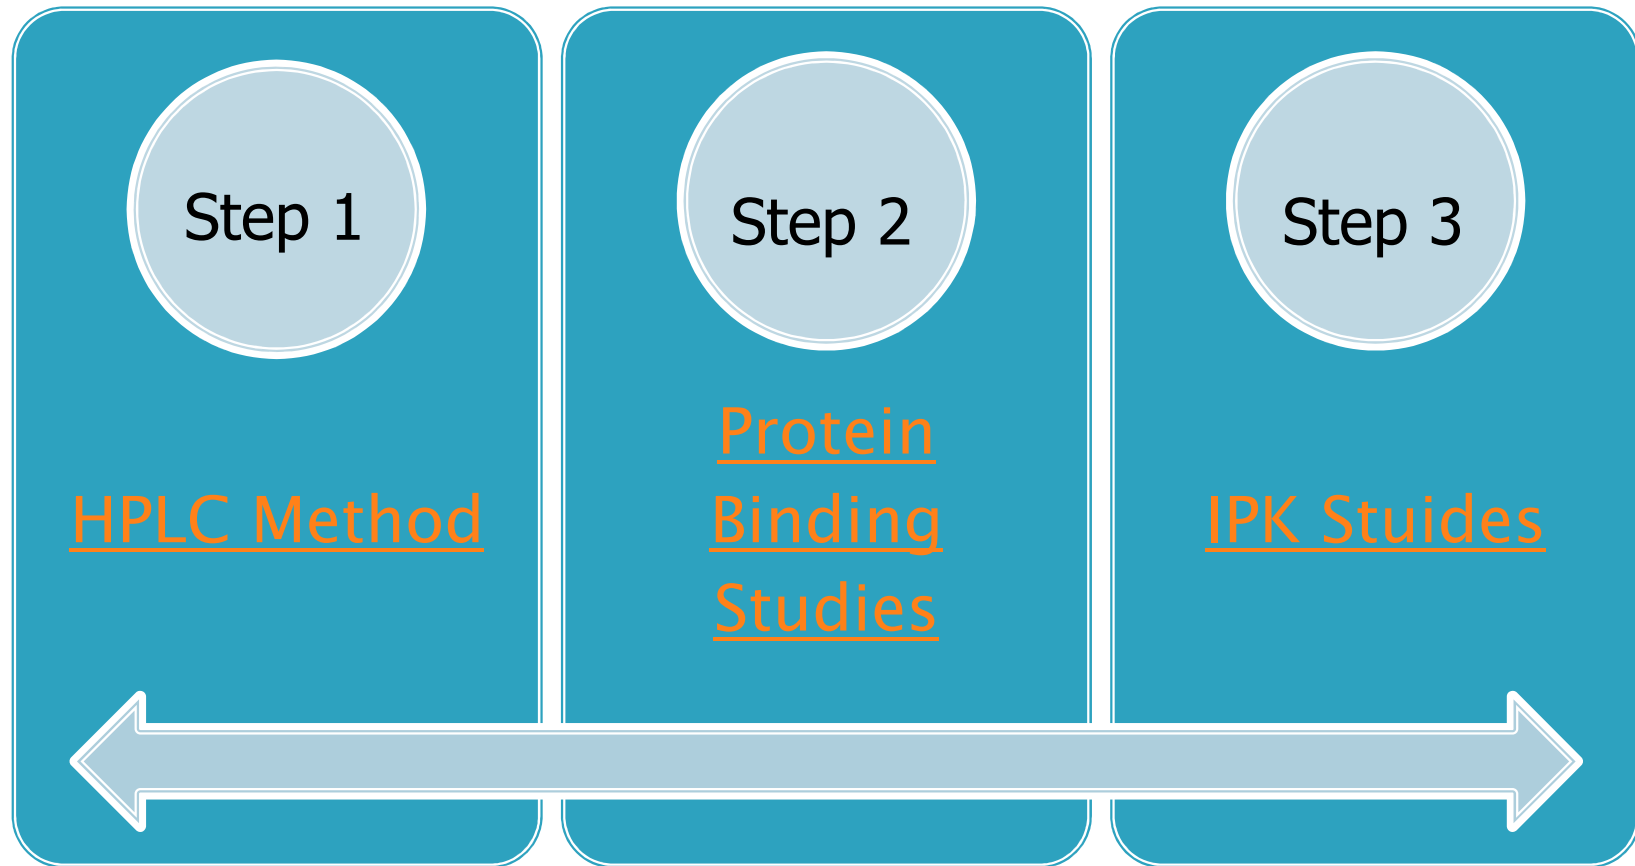 Step 1
HPLC Method
Step 2
Protein
Binding
Studies
Step 3
IPK Stuides